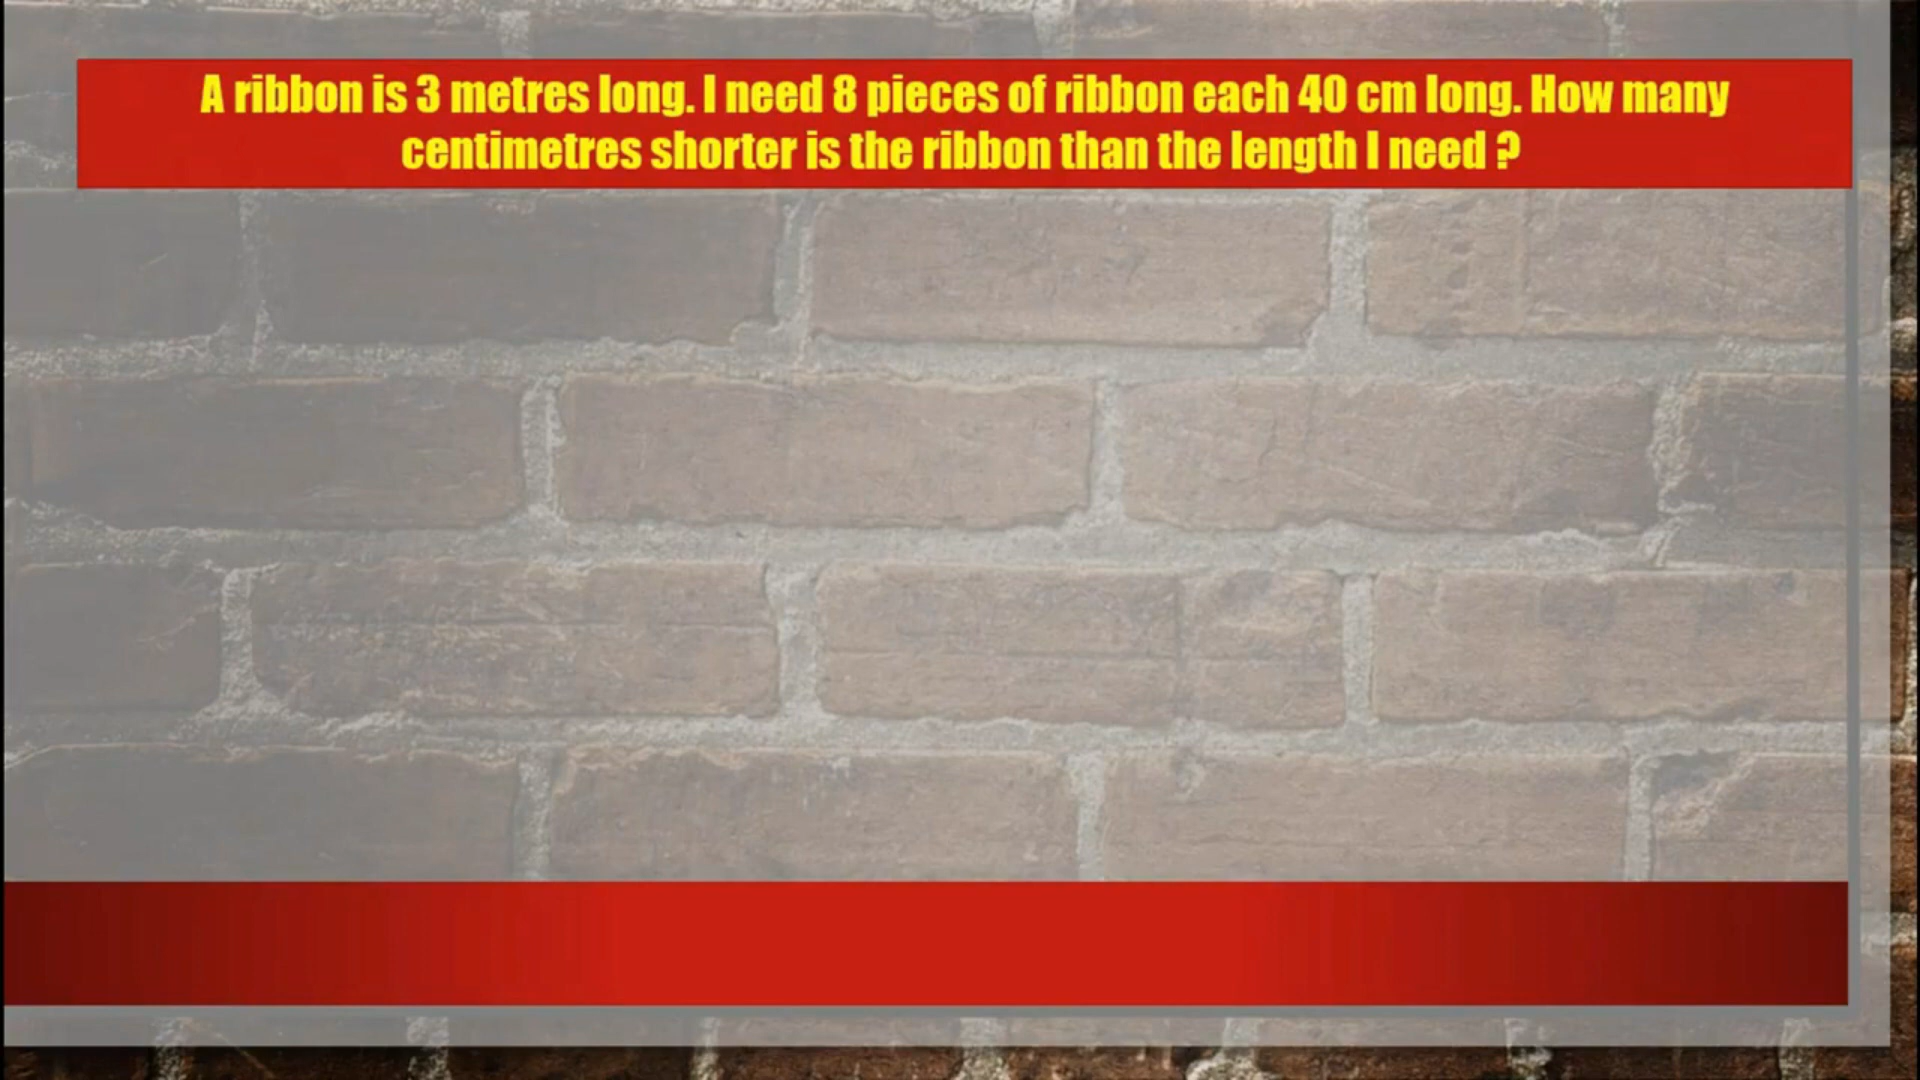 A ribbon is 3 metres long. I need 8 pieces of ribbon each 40 cm long. How many
centimetres shorter is the ribbon than the length I need ?